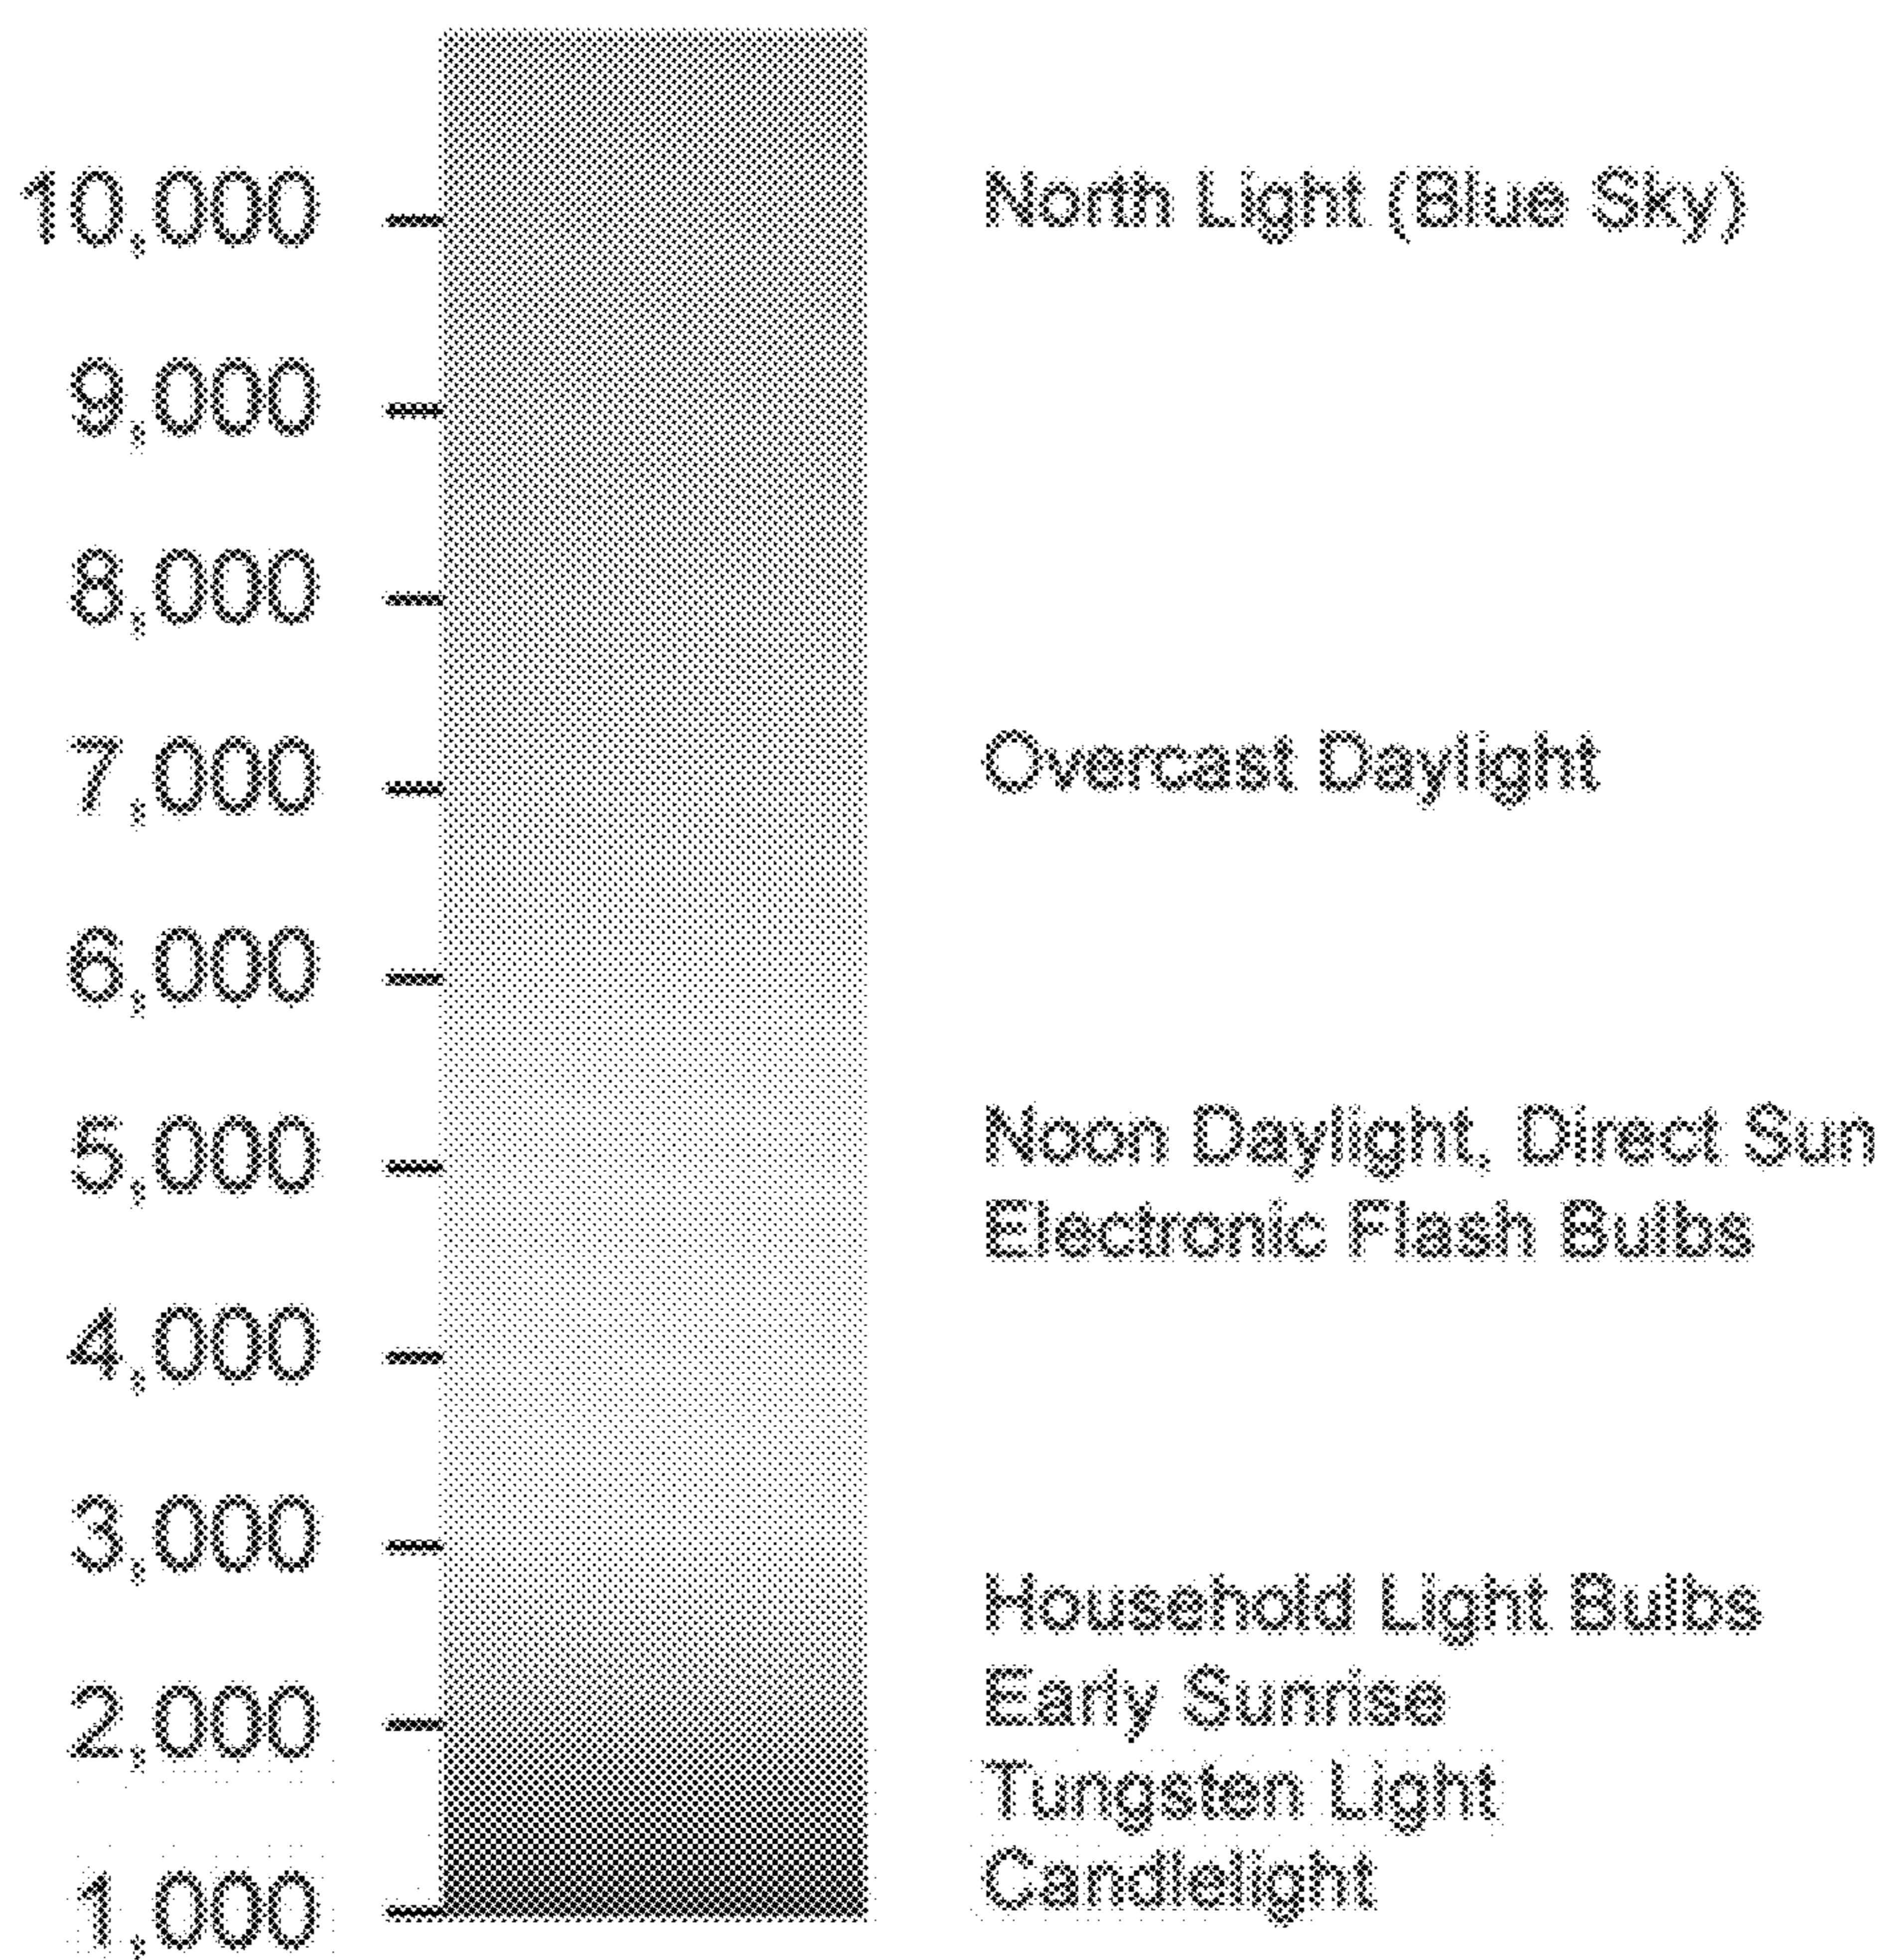 10,000 North Light (Blue Sky)
9,000
8,000
7,000 Overcast Daylight
6,000
5,000 Noon Daylight, Direct Sun
Electronic Flash Bulbs
4,000
3,000
Household Light Bulbs
2,000 Early Sunrise
Tungsten Light
1,000 Candlelight